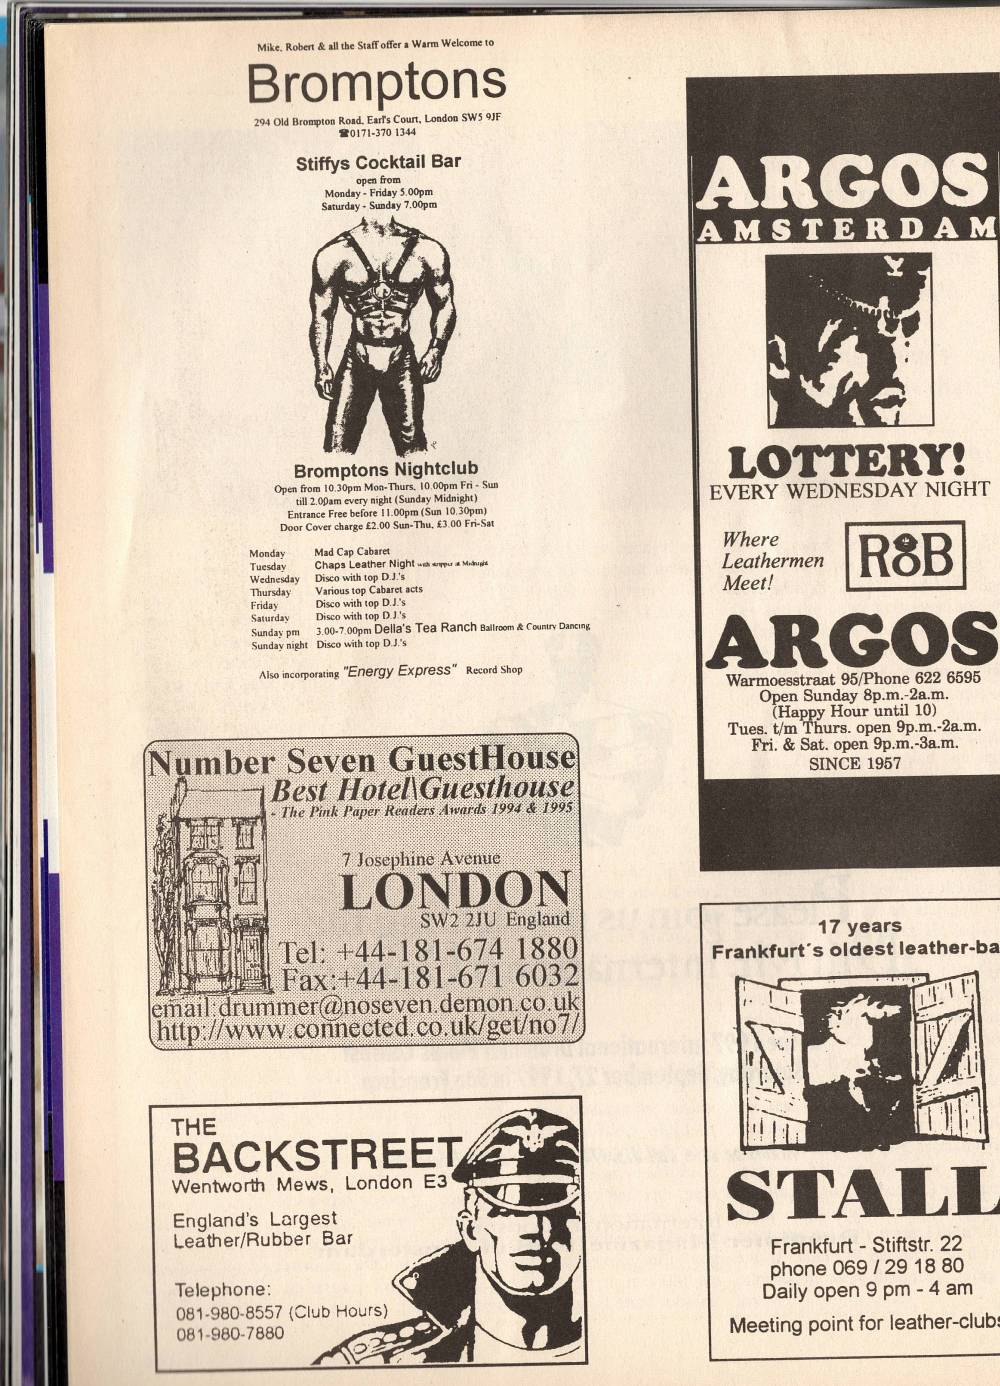 Mike, Robert & all the Staff offer a Warm Welcome to
Bromptons
294 Old Brompton Road, Earl's Court, London SW5 9JF
☎0171-370 1344
Stiffys Cocktail Bar
open from
Monday - Friday 5.00pm
Saturday - Sunday 7.00pm
Bromptons Nightclub
Open from 10.30pm Mon-Thurs, 10.00pm Fri - Sun
till 2.00am every night (Sunday Midnight)
Entrance Free before 11.00pm (Sun 10.30pm)
Door Cover charge £2.00 Sun-Thu, £3.00 Fri-Sat
Monday Mad Cap Cabaret
Tuesday Chaps Leather Night with stripper at Midnight
Wednesday Disco with top D.J.'s
Thursday Various top Cabaret acts
Friday Disco with top D.J.'s
Saturday Disco with top D.J.'s
Sunday pm 3.00-7.00pm Della's Tea Ranch Ballroom & Country Dancing
Sunday night Disco with top D.J.'s
Also incorporating "Energy Express" Record Shop
Number Seven GuestHouse
Best Hotel\Guesthouse
- The Pink Paper Readers Awards 1994 & 1995
7 Josephine Avenue
LONDON
SW2 2JU England
Tel: +44-181-674 1880
Fax:+44-181-671 6032
email:drummer@noseven.demon.co.uk
http://www.connected.co.uk/get/no7/
THE
BACKSTREET
Wentworth Mews, London E3
England's Largest
Leather/Rubber Bar
Telephone:
081-980-8557 (Club Hours)
081-980-7880
ARGOS
AMSTERDAM
LOTTERY!
EVERY WEDNESDAY NIGHT
Where
Leathermen
Meet!
RoB
ARGOS
Warmoesstraat 95/Phone 622 6595
Open Sunday 8p.m.-2a.m.
(Happy Hour until 10)
Tues. t/m Thurs. open 9p.m.-2a.m.
Fri. & Sat. open 9p.m.-3a.m.
SINCE 1957
17 years
Frankfurt´s oldest leather-ba
STALL
Frankfurt - Stiftstr. 22
phone 069 / 29 18 80
Daily open 9 pm - 4 am
Meeting point for leather-clubs